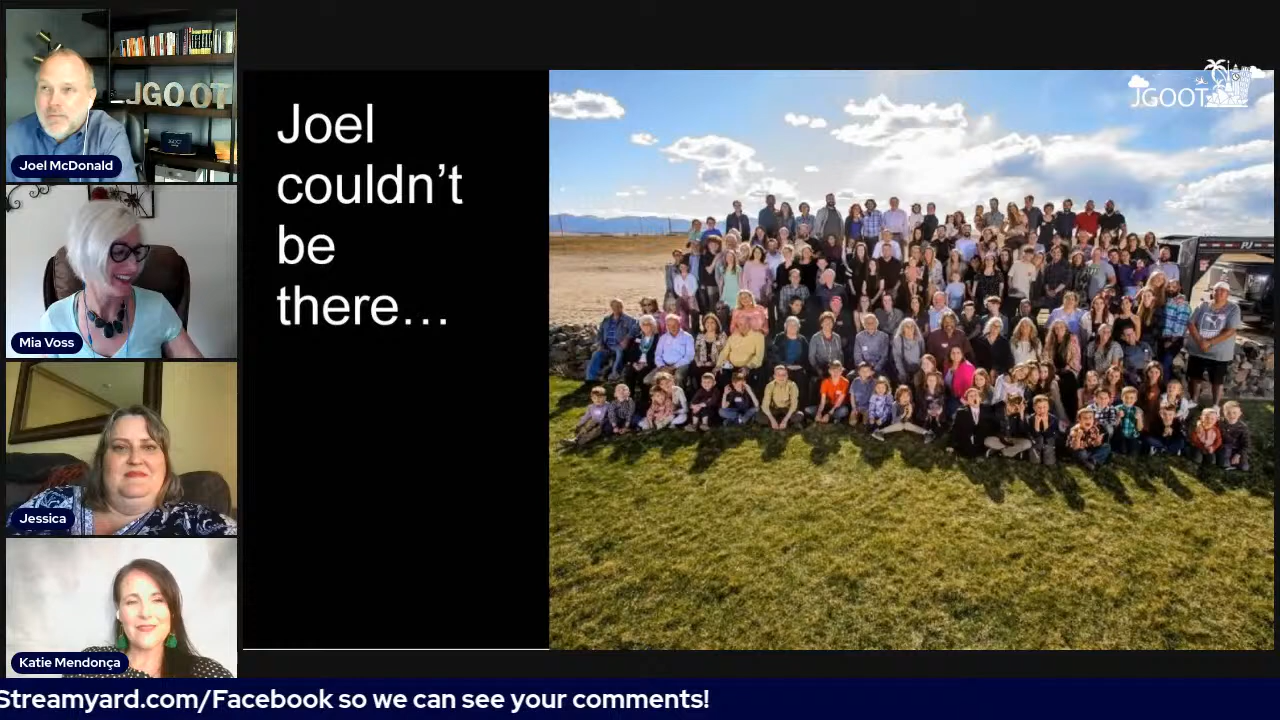 JGOOT
Joel McDonald
Mia Voss
Jessica
Katie Mendonça
Joel
couldn't
be
there…
JGOOT
PJ
Streamyard.com/Facebook so we can see your comments!